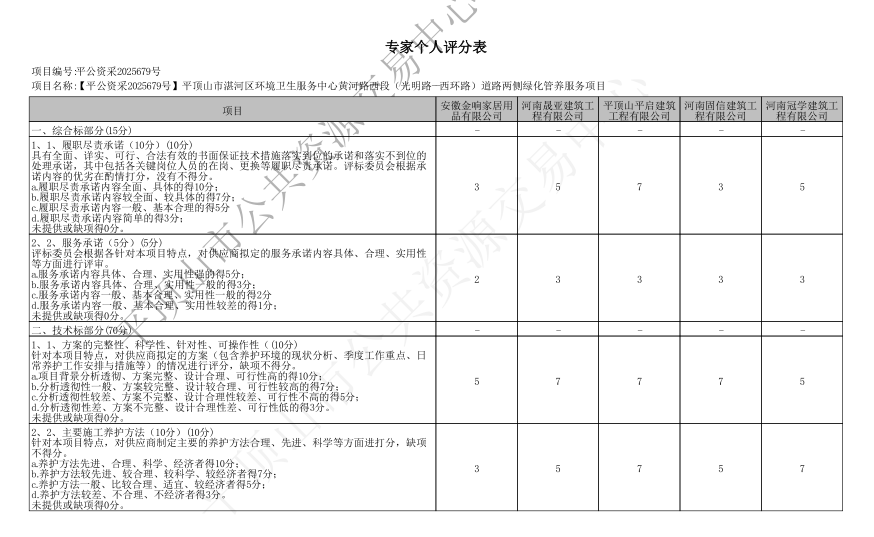 专家个人评分表
项目编号:平公资采2025679号
项目名称:【平公资采2025679号】平顶山市湛河区环境卫生服务中心黄河路西段（光明路—西环路）道路两侧绿化管养服务项目
项目 安徽金响家居用品有限公司 河南晟亚建筑工程有限公司 平顶山平启建筑工程有限公司 河南固信建筑工程有限公司 河南冠学建筑工程有限公司
一、综合标部分(15分) - - - - -
1、1、履职尽责承诺（10分）(10分)
具有全面、详实、可行、合法有效的书面保证技术措施落实到位的承诺和落实不到位的
处理承诺，其中包括各关键岗位人员的在岗、更换等履职尽责承诺。评标委员会根据承
诺内容的优劣在酌情打分，没有不得分。
a.履职尽责承诺内容全面、具体的得10分；
b.履职尽责承诺内容较全面、较具体的得7分；
c.履职尽责承诺内容一般、基本合理的得5分
d.履职尽责承诺内容简单的得3分；
未提供或缺项得0分。
3 5 7 3 5
2、2、服务承诺（5分）(5分)
评标委员会根据各针对本项目特点，对供应商拟定的服务承诺内容具体、合理、实用性
等方面进行评审。
a.服务承诺内容具体、合理、实用性强的得5分；
b.服务承诺内容具体、合理、实用性一般的得3分；
c.服务承诺内容一般、基本合理、实用性一般的得2分
d.服务承诺内容一般、基本合理、实用性较差的得1分；
未提供或缺项得0分。
2 3 3 3 3
二、技术标部分(70分) - - - - -
1、1、方案的完整性、科学性、针对性、可操作性（(10分)
针对本项目特点，对供应商拟定的方案（包含养护环境的现状分析、季度工作重点、日
常养护工作安排与措施等）的情况进行评分，缺项不得分。
a.项目背景分析透彻、方案完整、设计合理、可行性高的得10分；
b.分析透彻性一般、方案较完整、设计较合理、可行性较高的得7分；
c.分析透彻性较差、方案不完整、设计合理性较差、可行性不高的得5分；
d.分析透彻性差、方案不完整、设计合理性差、可行性低的得3分。
未提供或缺项得0分。
5 7 7 7 5
2、2、主要施工养护方法（10分）(10分)
针对本项目特点，对供应商制定主要的养护方法合理、先进、科学等方面进打分，缺项
不得分。
a.养护方法先进、合理、科学、经济者得10分；
b.养护方法较先进、较合理、较科学、较经济者得7分；
c.养护方法一般、比较合理、适宜、较经济者得5分；
d.养护方法较差、不合理、不经济者得3分。
未提供或缺项得0分。
3 5 7 5 7
平顶山市公共资源交易中心
顶山市公共资源交易中心